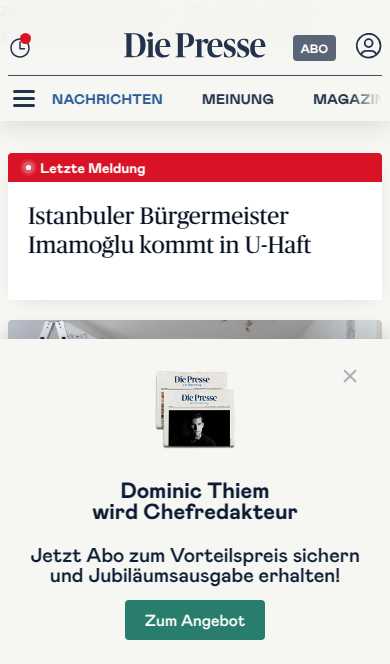 Die Presse
ABO
NACHRICHTEN MEINUNG MAGAZIN
Letzte Meldung
Istanbuler Bürgermeister
Imamoğlu kommt in U-Haft
Die Presse
Die Presse
Dominic Thiem
wird Chefredakteur
Jetzt Abo zum Vorteilspreis sichern
und Jubiläumsausgabe erhalten!
Zum Angebot